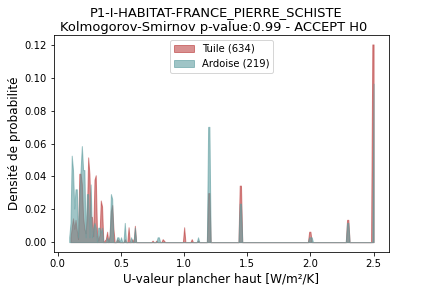 P1-I-HABITAT-FRANCE_PIERRE_SCHISTE
Kolmogorov-Smirnov p-value:0.99 - ACCEPT H0
Tuile (634)
Ardoise (219)
Densité de probabilité
0.12
0.10
0.08
0.06
0.04
0.02
0.00
0.0 0.5 1.0 1.5 2.0 2.5
U-valeur plancher haut [W/m²/K]